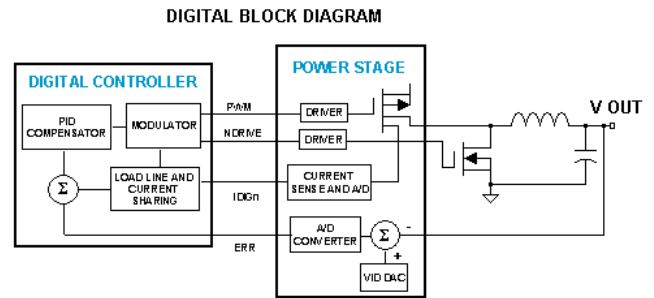 DIGITAL BLOCK DIAGRAM
DIGITAL CONTROLLER
POWER STAGE
PID
COMPENSATOR
MODULATOR
PWM
DRIVER
NDRIVE
DRIVER
V OUT
Σ
LOAD LINE AND
CURRENT
SHARING
IDIGn
CURRENT
SENSE AND A/D
ERR
A/D
CONVERTER
Σ
-
+
VID DAC